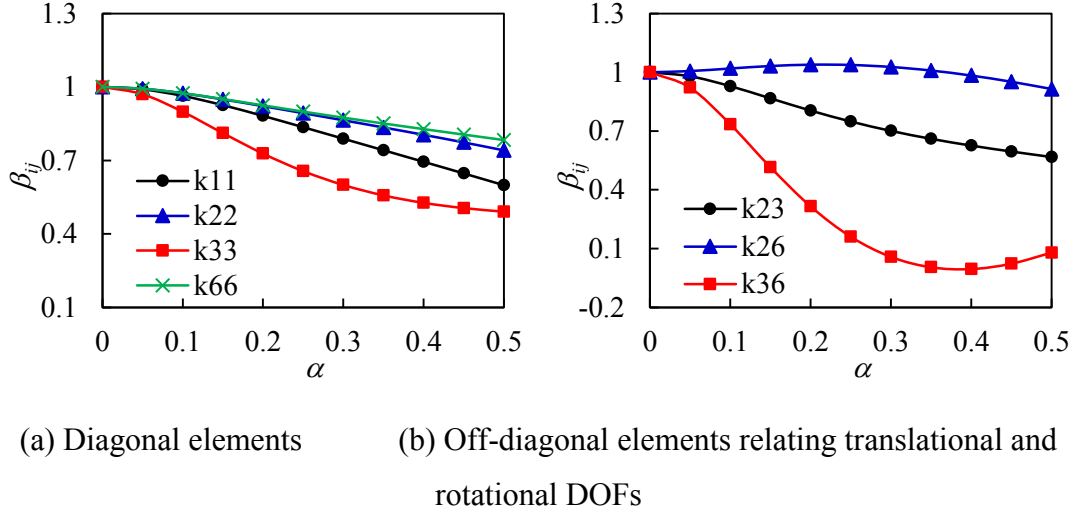 1.3
1
0.7
0.4
0.1
βij
k11
k22
k33
k66
0 0.1 0.2 0.3 0.4 0.5
α
1.3
1
0.7
0.4
0.1
-0.2
βij
k23
k26
k36
0 0.1 0.2 0.3 0.4 0.5
α
(a) Diagonal elements
(b) Off-diagonal elements relating translational and
rotational DOFs